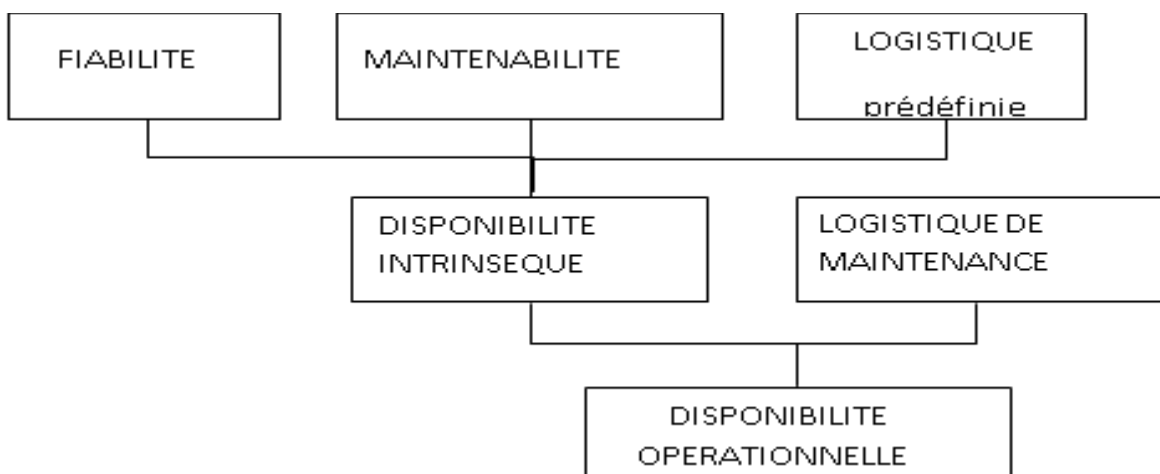 FIABILITE
MAINTENABILITE
LOGISTIQUE
prédéfinie
DISPONIBILITE
INTRINSEQUE
LOGISTIQUE DE
MAINTENANCE
DISPONIBILITE
OPERATIONNELLE